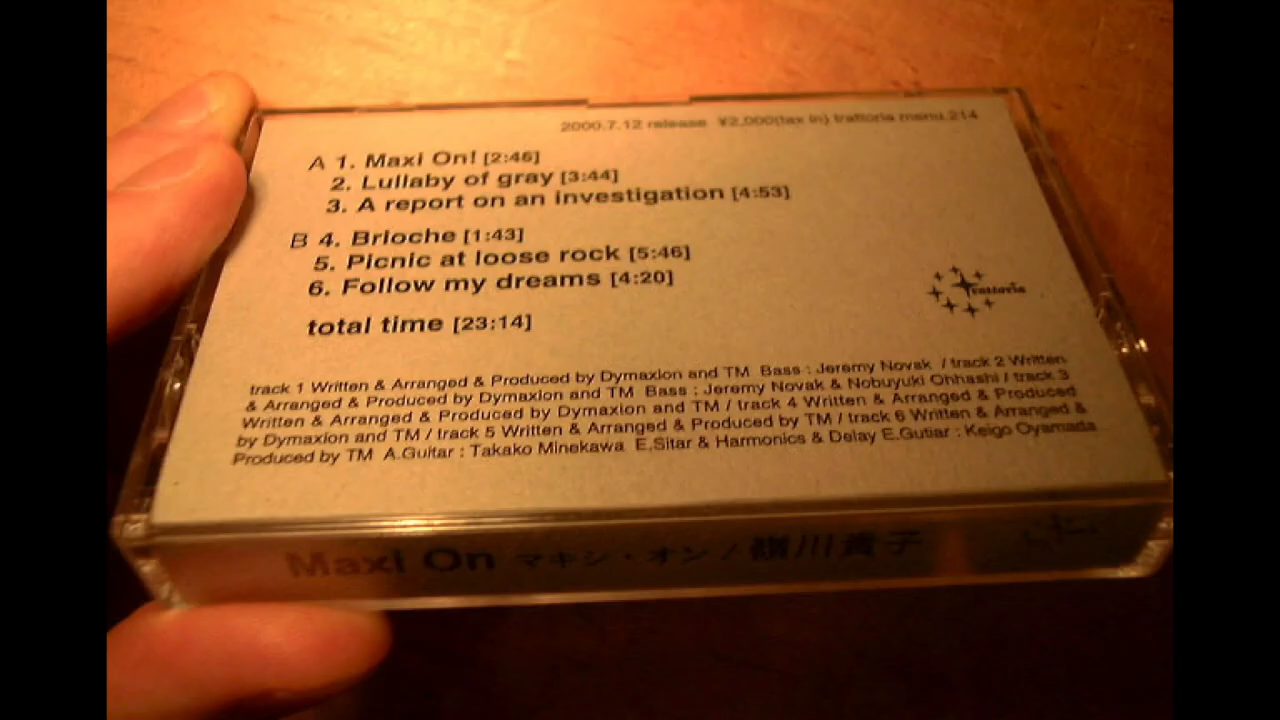 2000.7.12 release ¥2,000(tax in) trattoria menu.214
A 1. Maxi On! [2:46]
2. Lullaby of gray [3:44]
3. A report on an investigation [4:53]
B 4. Brioche [1:43]
5. Picnic at loose rock [5:46]
6. Follow my dreams [4:20]
total time [23:14]
Trattoria
track 1 Written & Arranged & Produced by Dymaxion and TM Bass : Jeremy Novak / track 2 Written
& Arranged & Produced by Dymaxion and TM Bass : Jeremy Novak & Nobuyuki Ohhashi / track 3
Written & Arranged & Produced by Dymaxion and TM / track 4 Written & Arranged & Produced
by Dymaxion and TM / track 5 Written & Arranged & Produced by TM / track 6 Written & Arranged &
Produced by TM A.Guitar : Takako Minekawa E.Sitar & Harmonics & Delay E.Gutiar : Keigo Oyamada
Maxi On マキシ・オン / 嶺川貴子